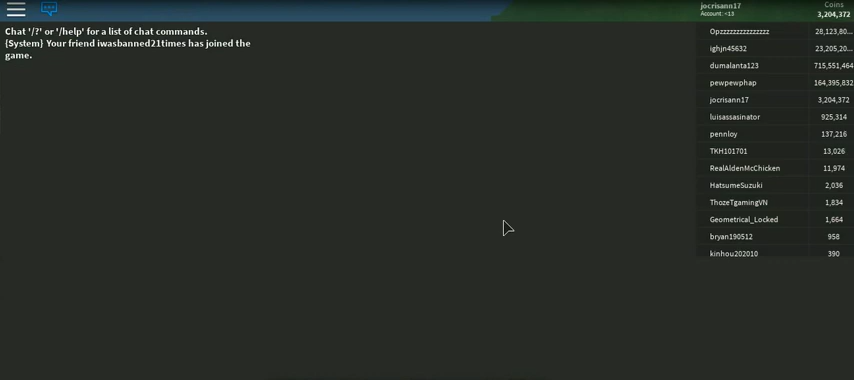 jocrisann17 Coins
Account: <13 3,204,372
Chat '/?' or '/help' for a list of chat commands.
{System} Your friend iwasbanned21times has joined the
game.
Opzzzzzzzzzzzzzzz 28,123,80...
ighjn45632 23,205,20...
dumalanta123 715,551,464
pewpewphap 164,395,832
jocrisann17 3,204,372
luisassasinator 925,314
pennloy 137,216
TKH101701 13,026
RealAldenMcChicken 11,974
HatsumeSuzuki 2,036
ThozeTgamingVN 1,834
Geometrical_Locked 1,664
bryan190512 958
kinhou202010 390